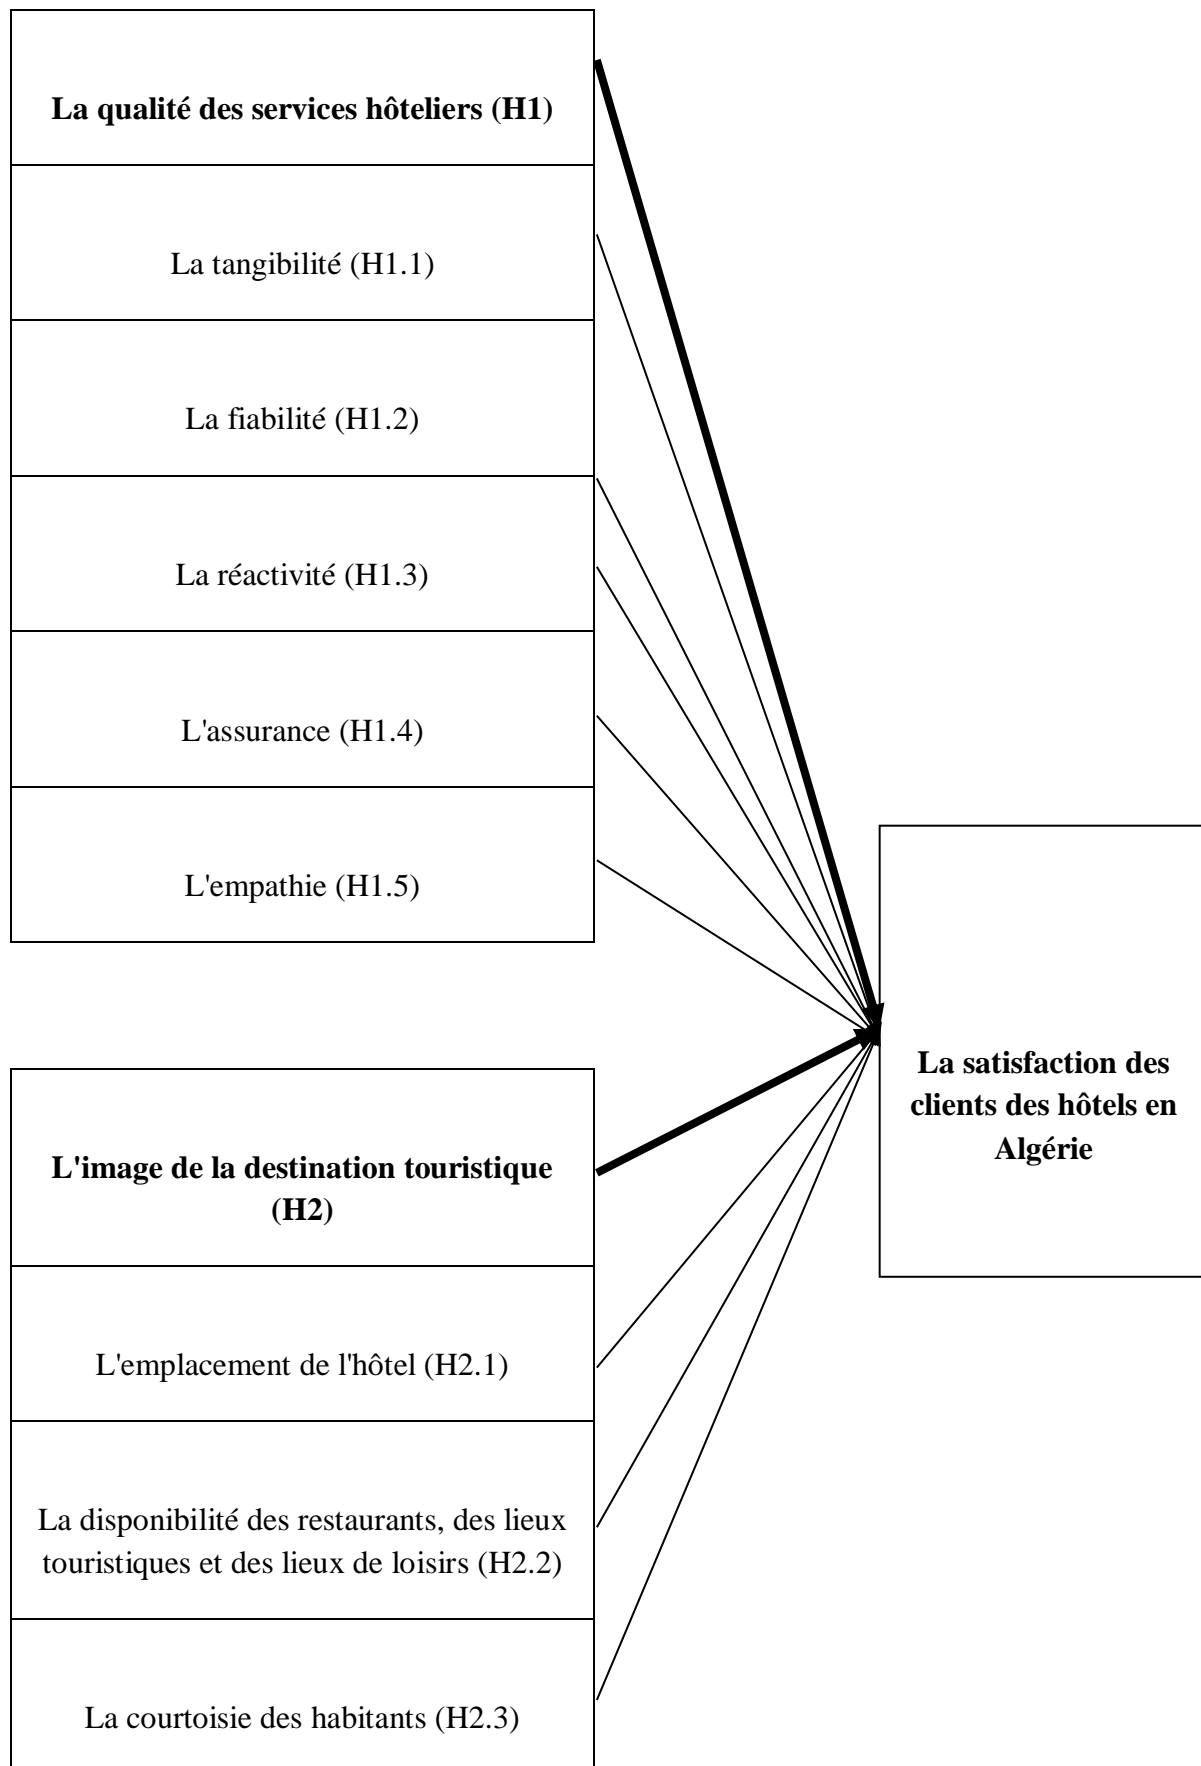 La qualité des services hôteliers (H1)
La tangibilité (H1.1)
La fiabilité (H1.2)
La réactivité (H1.3)
L'assurance (H1.4)
L'empathie (H1.5)
L'image de la destination touristique
(H2)
L'emplacement de l'hôtel (H2.1)
La disponibilité des restaurants, des lieux
touristiques et des lieux de loisirs (H2.2)
La courtoisie des habitants (H2.3)
La satisfaction des
clients des hôtels en
Algérie